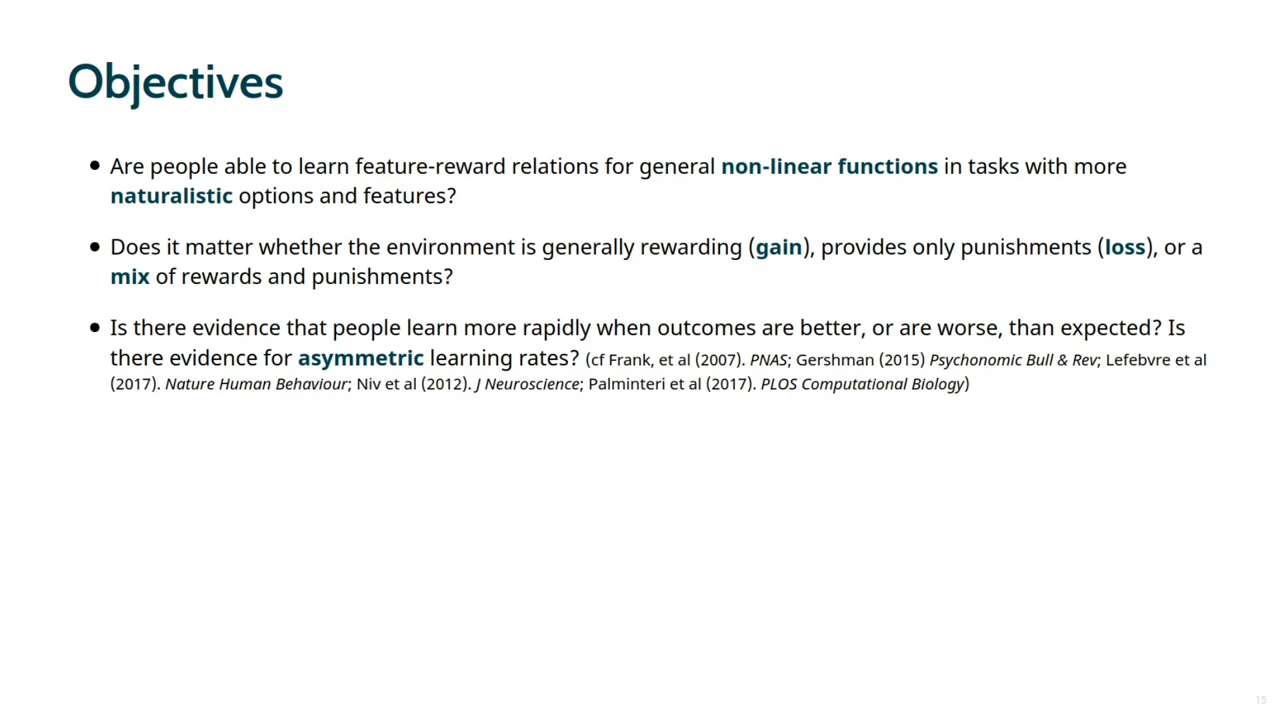 Objectives
• Are people able to learn feature-reward relations for general non-linear functions in tasks with more
naturalistic options and features?
• Does it matter whether the environment is generally rewarding (gain), provides only punishments (loss), or a
mix of rewards and punishments?
• Is there evidence that people learn more rapidly when outcomes are better, or are worse, than expected? Is
there evidence for asymmetric learning rates? (cf Frank, et al (2007). PNAS; Gershman (2015) Psychonomic Bull & Rev; Lefebvre et al
(2017). Nature Human Behaviour; Niv et al (2012). J Neuroscience; Palminteri et al (2017). PLOS Computational Biology)
15